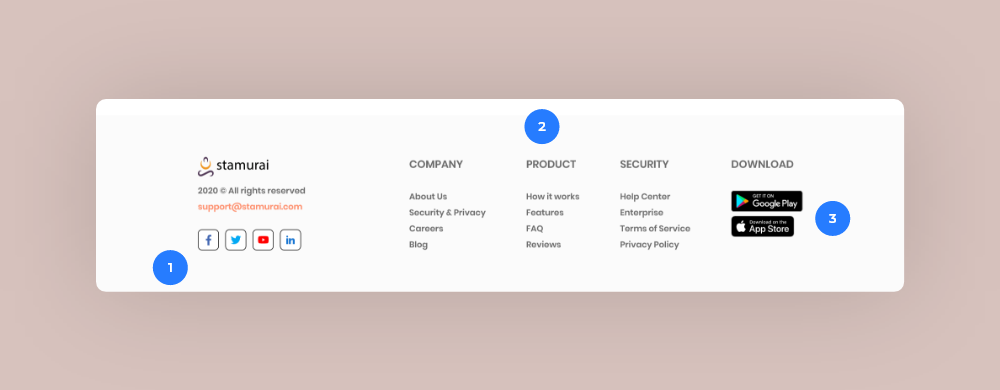 2
stamurai
2020 © All rights reserved
support@stamurai.com
1
COMPANY
About Us
Security & Privacy
Careers
Blog
PRODUCT
How it works
Features
FAQ
Reviews
SECURITY
Help Center
Enterprise
Terms of Service
Privacy Policy
DOWNLOAD
GET IT ON
Google Play
Download on the
App Store
3